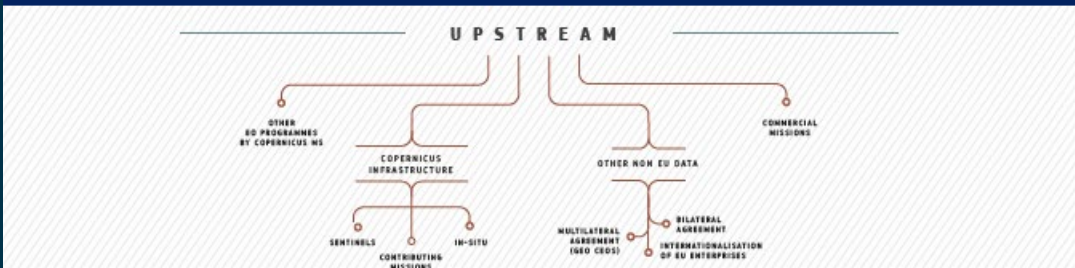 UPSTREAM
OTHER
EO PROGRAMMES
BY COPERNICUS MS
COMMERCIAL
MISSIONS
COPERNICUS
INFRASTRUCTURE
OTHER NON EU DATA
SENTINELS
CONTRIBUTING
MISSIONS
IN-SITU
MULTILATERAL
AGREEMENT
(GEO CEOS)
BILATERAL
AGREEMENT
INTERNATIONALISATION
OF EU ENTERPRISES